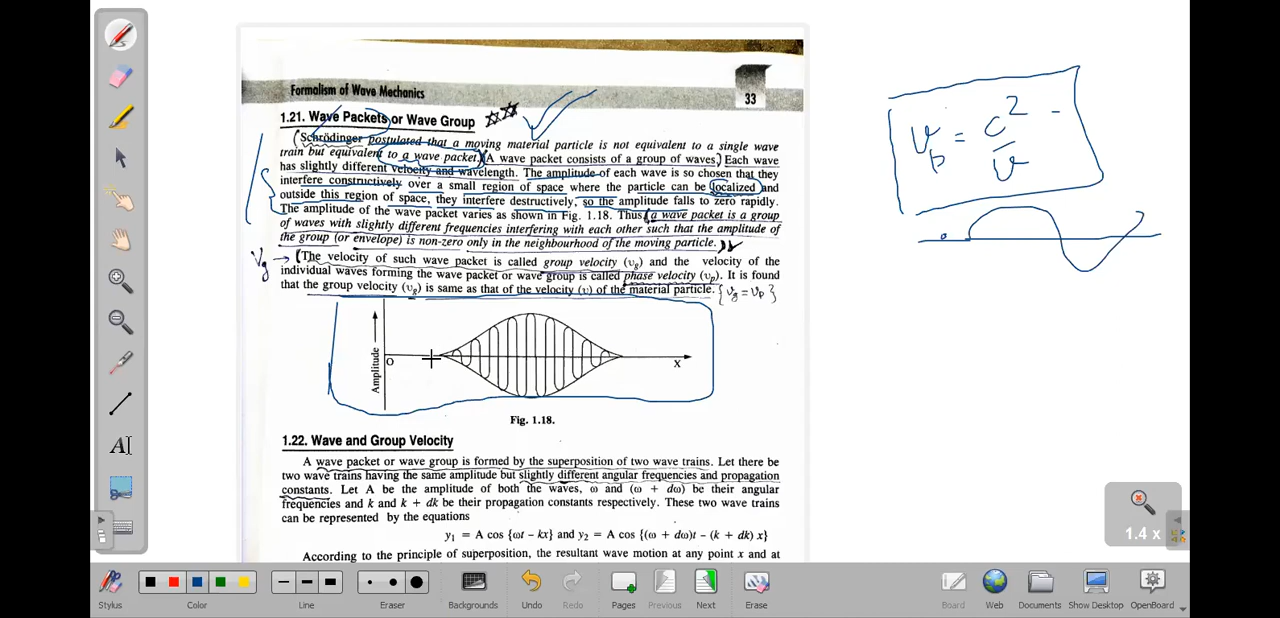 Formalism of Wave Mechanics
33
1.21. Wave Packets or Wave Group
(Schrödinger postulated that a moving material particle is not equivalent to a single wave
train but equivalent to a wave packet.) (A wave packet consists of a group of waves.) Each wave
has slightly different velocity and wavelength. The amplitude of each wave is so chosen that they
interfere constructively over a small region of space where the particle can be localized and
outside this region of space, they interfere destructively, so the amplitude falls to zero rapidly.
The amplitude of the wave packet varies as shown in Fig. 1.18. Thus (a wave packet is a group
of waves with slightly different frequencies interfering with each other such that the amplitude of
the group (or envelope) is non-zero only in the neighbourhood of the moving particle.)
Vg → (The velocity of such wave packet is called group velocity (υg) and the velocity of the
individual waves forming the wave packet or wave group is called phase velocity (υp). It is found
that the group velocity (υg) is same as that of the velocity (υ) of the material particle. {υg = υp}
Amplitude
O
X
Fig. 1.18.
1.22. Wave and Group Velocity
A wave packet or wave group is formed by the superposition of two wave trains. Let there be
two wave trains having the same amplitude but slightly different angular frequencies and propagation
constants. Let A be the amplitude of both the waves, ω and (ω + dω) be their angular
frequencies and k and k + dk be their propagation constants respectively. These two wave trains
can be represented by the equations
y₁ = A cos {ωt – kx} and y₂ = A cos {(ω + dω)t – (k + dk) x}
According to the principle of superposition, the resultant wave motion at any point x and at
υp = c²/υ =
1.4 x
Stylus
Color
Line
Eraser
Backgrounds
Undo
Redo
Pages
Previous
Next
Erase
Board
Web
Documents
Show Desktop
OpenBoard